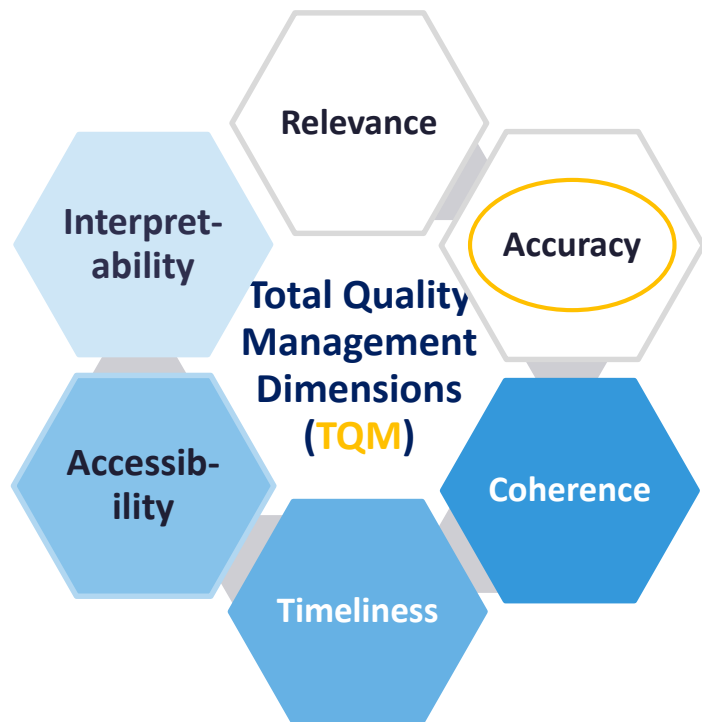 Relevance
Accuracy
Interpret-
ability
Total Quality
Management
Dimensions
(TQM)
Coherence
Accessib-
ility
Timeliness